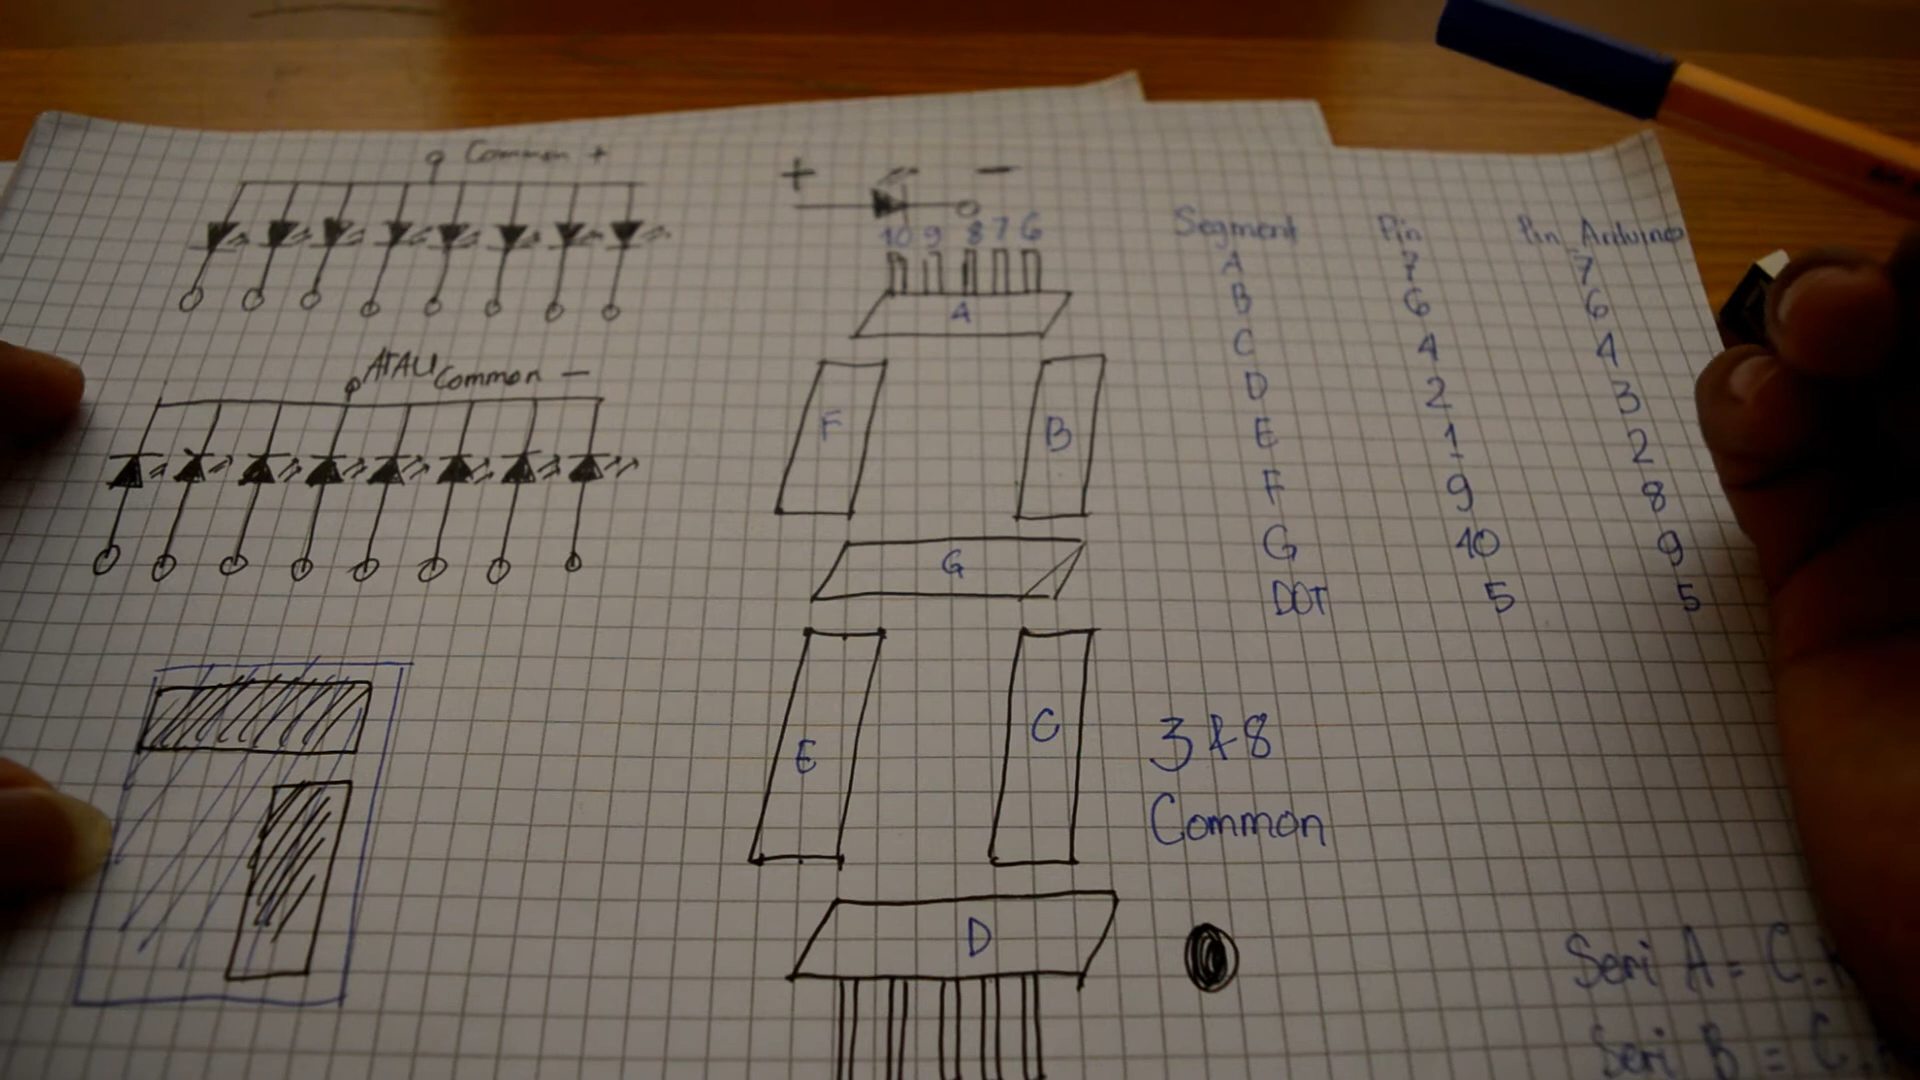 Common +
ATAU Common -
+ -
10 9 8 7 6
A
F B
G
E C
D
Segment Pin Pin Arduino
A 7 7
B 6 6
C 4 4
D 2 3
E 1 2
F 9 8
G 10 9
DOT 5 5
3 & 8
Common
Seri A = C.
Seri B = C.